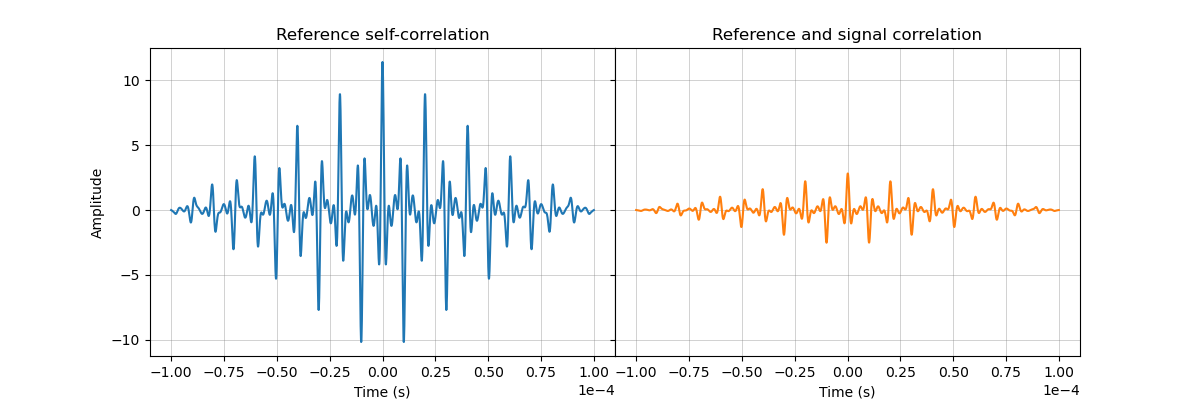 Reference self-correlation
Reference and signal correlation
Amplitude
10
5
0
−5
−10
−1.00 −0.75 −0.50 −0.25 0.00 0.25 0.50 0.75 1.00
−1.00 −0.75 −0.50 −0.25 0.00 0.25 0.50 0.75 1.00
1e−4
1e−4
Time (s)
Time (s)